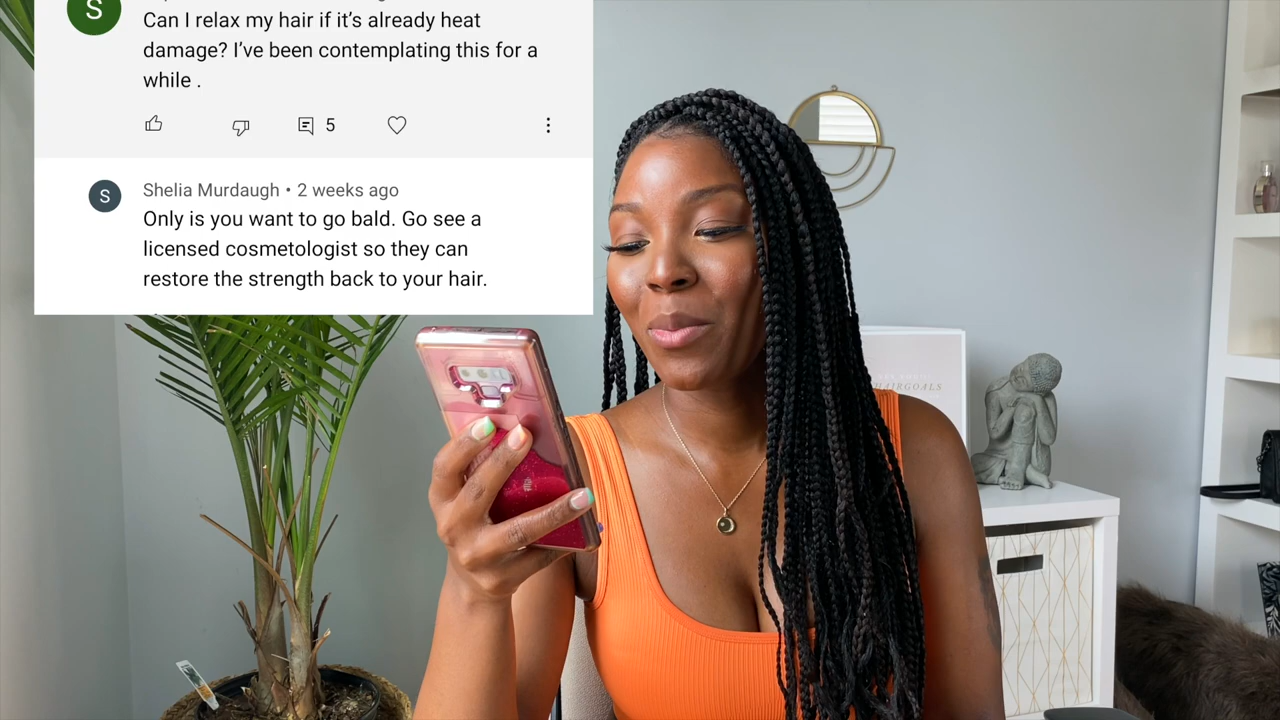 S
Can I relax my hair if it's already heat
damage? I've been contemplating this for a
while .
5
S
Shelia Murdaugh • 2 weeks ago
Only is you want to go bald. Go see a
licensed cosmetologist so they can
restore the strength back to your hair.
HAIRGOALS